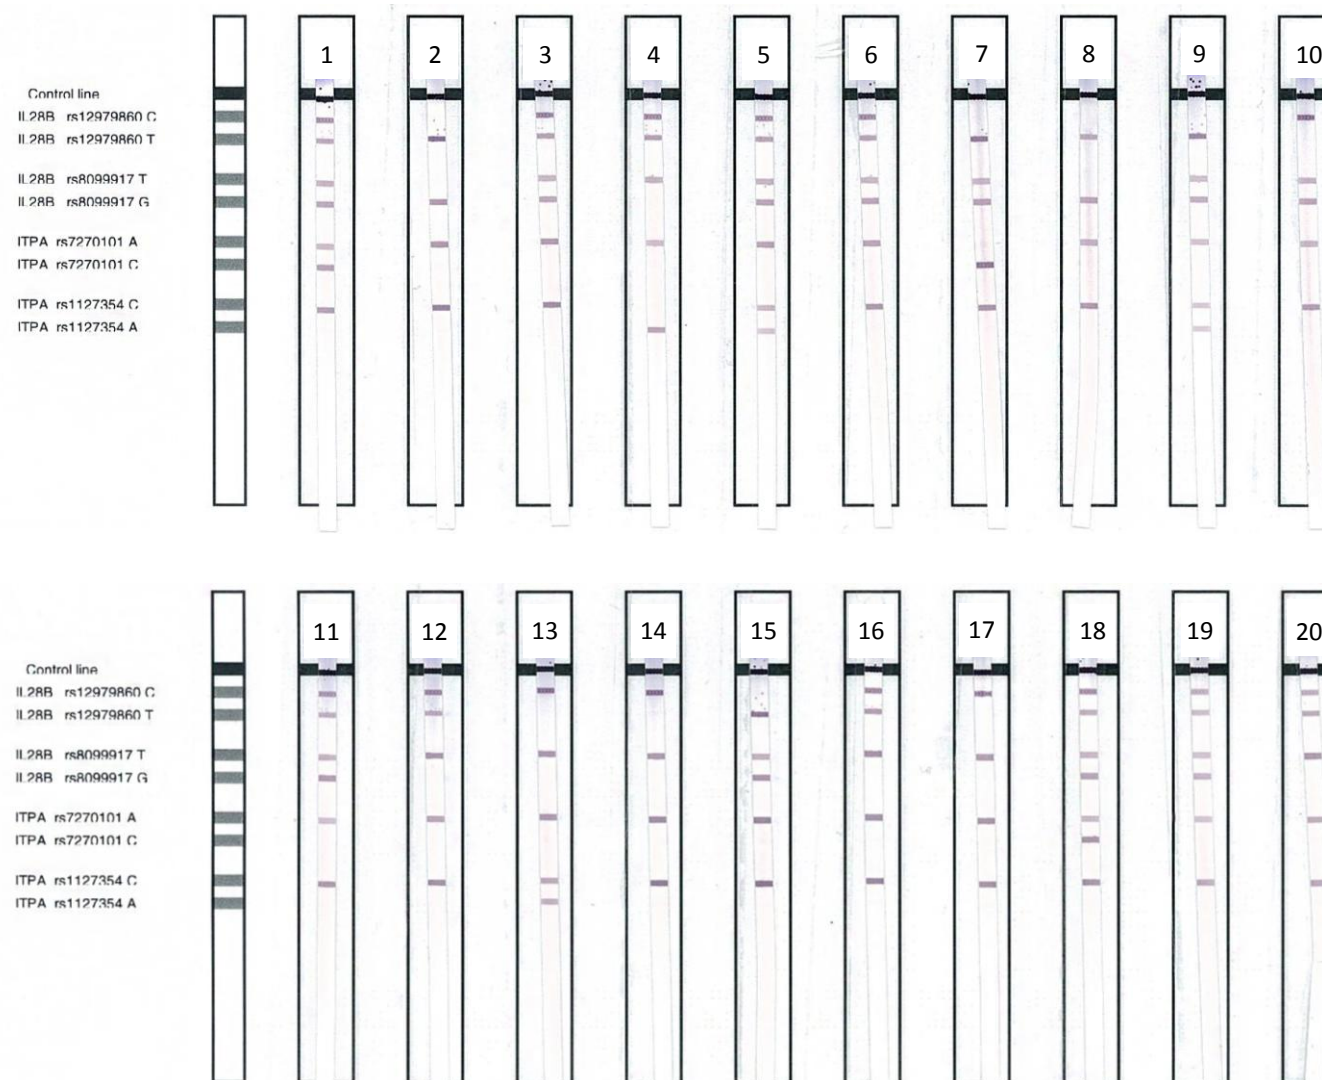 1 2 3 4 5 6 7 8 9 10
Control line
IL28B rs12979860 C
IL28B rs12979860 T
IL28B rs8099917 T
IL28B rs8099917 G
ITPA rs7270101 A
ITPA rs7270101 C
ITPA rs1127354 C
ITPA rs1127354 A
11 12 13 14 15 16 17 18 19 20
Control line
IL28B rs12979860 C
IL28B rs12979860 T
IL28B rs8099917 T
IL28B rs8099917 G
ITPA rs7270101 A
ITPA rs7270101 C
ITPA rs1127354 C
ITPA rs1127354 A